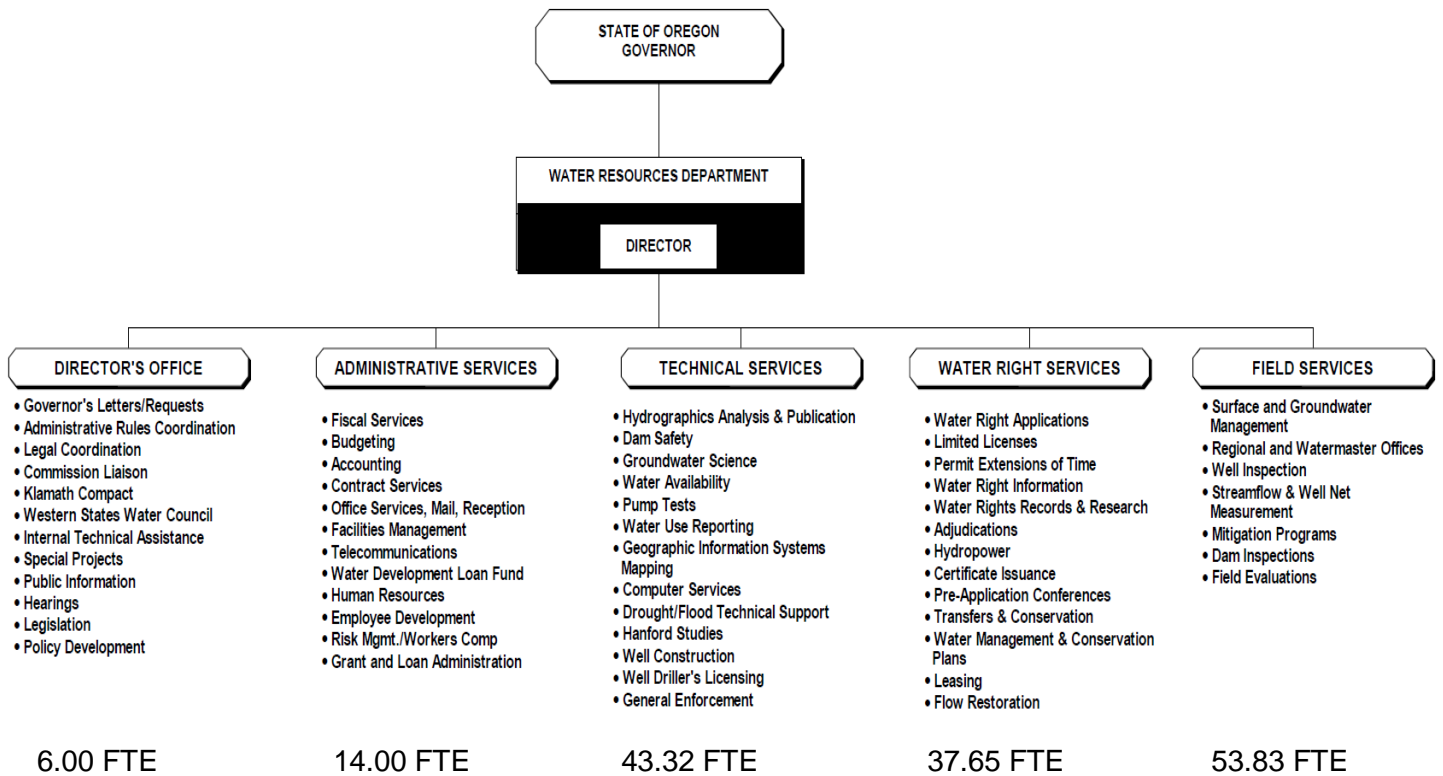 STATE OF OREGON
GOVERNOR
WATER RESOURCES DEPARTMENT
DIRECTOR
DIRECTOR'S OFFICE
• Governor's Letters/Requests
• Administrative Rules Coordination
• Legal Coordination
• Commission Liaison
• Klamath Compact
• Western States Water Council
• Internal Technical Assistance
• Special Projects
• Public Information
• Hearings
• Legislation
• Policy Development
6.00 FTE
ADMINISTRATIVE SERVICES
• Fiscal Services
• Budgeting
• Accounting
• Contract Services
• Office Services, Mail, Reception
• Facilities Management
• Telecommunications
• Water Development Loan Fund
• Human Resources
• Employee Development
• Risk Mgmt./Workers Comp
• Grant and Loan Administration
14.00 FTE
TECHNICAL SERVICES
• Hydrographics Analysis & Publication
• Dam Safety
• Groundwater Science
• Water Availability
• Pump Tests
• Water Use Reporting
• Geographic Information Systems
Mapping
• Computer Services
• Drought/Flood Technical Support
• Hanford Studies
• Well Construction
• Well Driller's Licensing
• General Enforcement
43.32 FTE
WATER RIGHT SERVICES
• Water Right Applications
• Limited Licenses
• Permit Extensions of Time
• Water Right Information
• Water Rights Records & Research
• Adjudications
• Hydropower
• Certificate Issuance
• Pre-Application Conferences
• Transfers & Conservation
• Water Management & Conservation
Plans
• Leasing
• Flow Restoration
37.65 FTE
FIELD SERVICES
• Surface and Groundwater
Management
• Regional and Watermaster Offices
• Well Inspection
• Streamflow & Well Net
Measurement
• Mitigation Programs
• Dam Inspections
• Field Evaluations
53.83 FTE